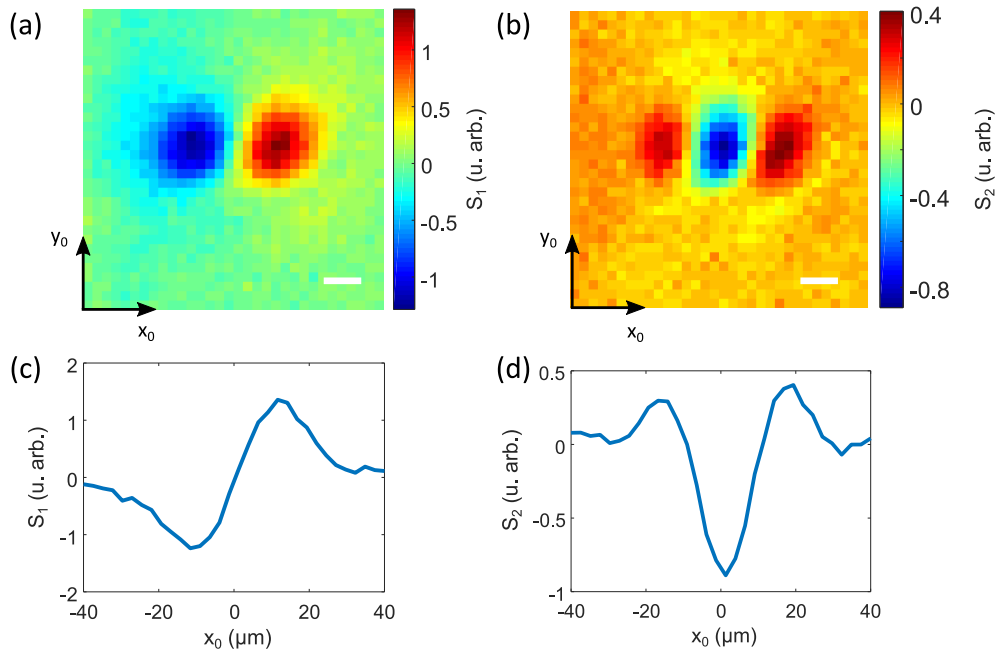 (a)
y₀
x₀
1
0.5
0
-0.5
-1
S₁ (u. arb.)
(b)
y₀
x₀
0.4
0
-0.4
-0.8
S₂ (u. arb.)
(c)
2
1
0
-1
-2
S₁ (u. arb.)
-40
-20
0
20
40
x₀ (µm)
(d)
0.5
0
-0.5
-1
S₂ (u. arb.)
-40
-20
0
20
40
x₀ (µm)